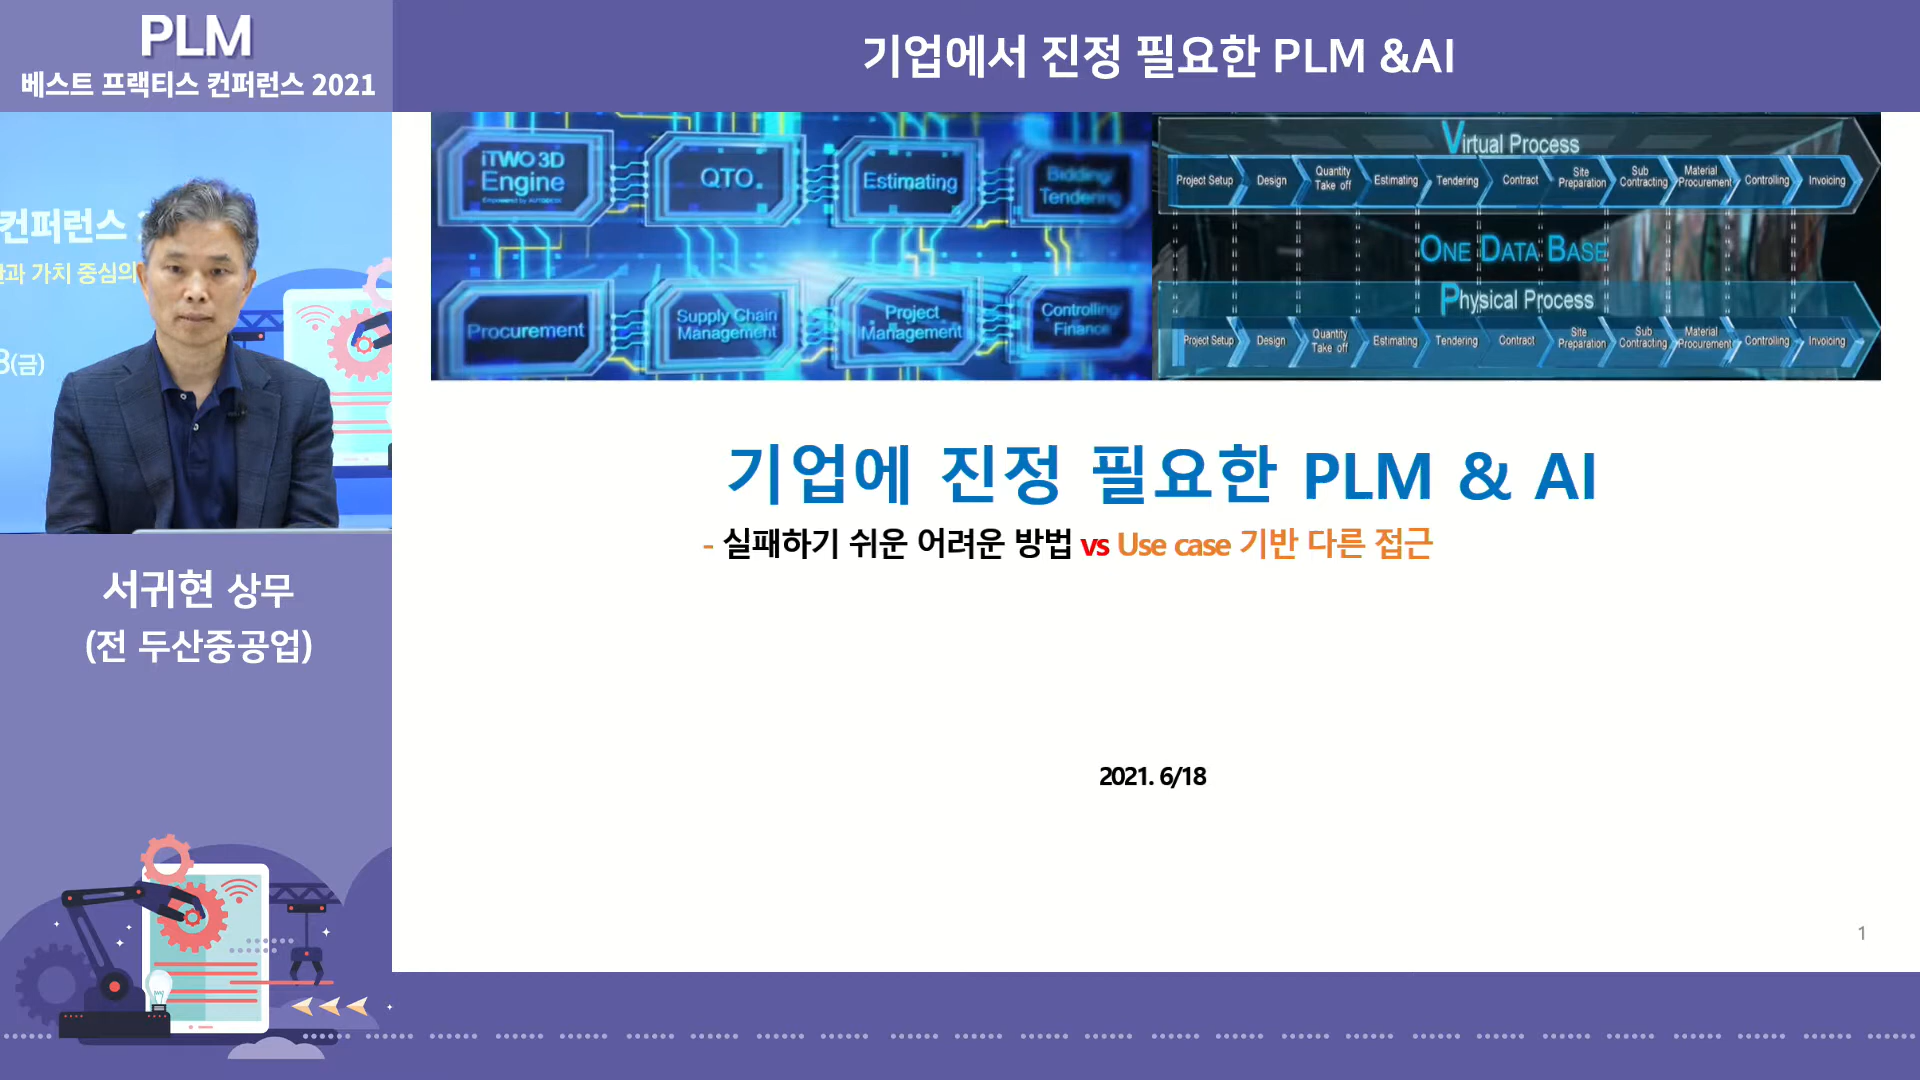 PLM
베스트 프랙티스 컨퍼런스 2021
기업에서 진정 필요한 PLM &AI
컨퍼런스
가치 중심의
(금)
서귀현 상무
(전 두산중공업)
iTWO 3D
Engine
QTO
Estimating
Bidding/
Tendering
Procurement
Supply Chain
Management
Project
Management
Controlling
Finance
Virtual Process
Project Setup
Design
Quantity
Take off
Estimating
Tendering
Contract
Site
Preparation
Sub
Contracting
Material
Procurement
Controlling
Invoicing
ONE DATA BASE
Physical Process
Project Setup
Design
Quantity
Take off
Estimating
Tendering
Contract
Site
Preparation
Sub
Contracting
Material
Procurement
Controlling
Invoicing
기업에 진정 필요한 PLM & AI
- 실패하기 쉬운 어려운 방법 vs Use case 기반 다른 접근
2021. 6/18
1